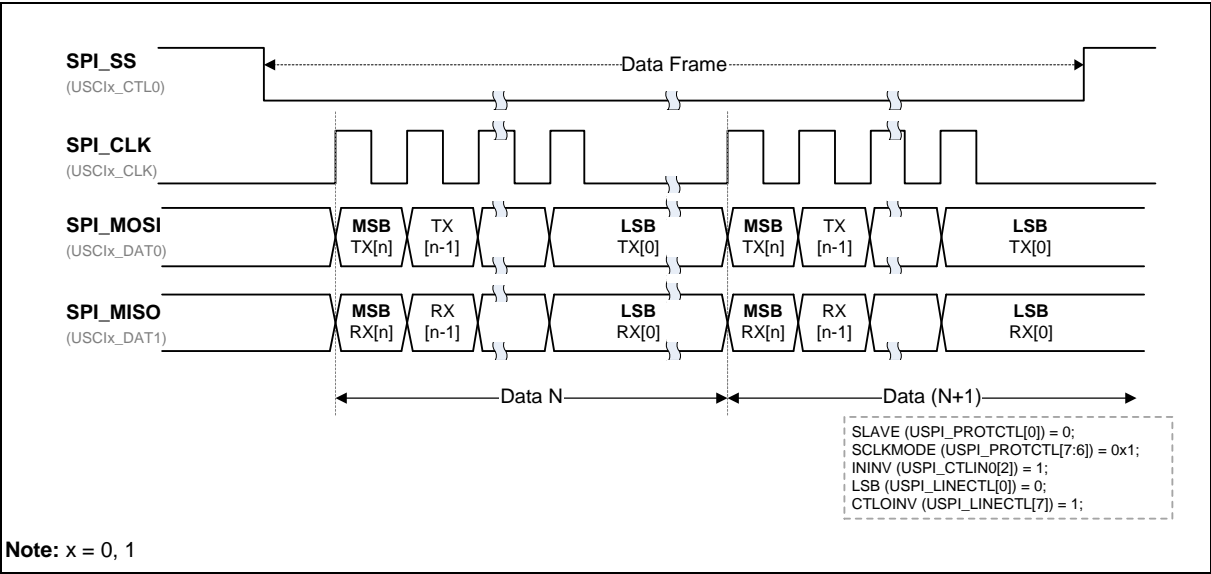 Data Frame
SPI_SS
(USCIx_CTL0)
SPI_CLK
(USCIx_CLK)
SPI_MOSI
(USCIx_DAT0)
MSB TX LSB MSB TX LSB
TX[n] [n-1] TX[0] TX[n] [n-1] TX[0]
SPI_MISO
(USCIx_DAT1)
MSB RX LSB MSB RX LSB
RX[n] [n-1] RX[0] RX[n] [n-1] RX[0]
Data N Data (N+1)
SLAVE (USPI_PROTCTL[0]) = 0;
SCLKMODE (USPI_PROTCTL[7:6]) = 0x1;
ININV (USPI_CTLIN0[2]) = 1;
LSB (USPI_LINECTL[0]) = 0;
CTLOINV (USPI_LINECTL[7]) = 1;
Note: x = 0, 1